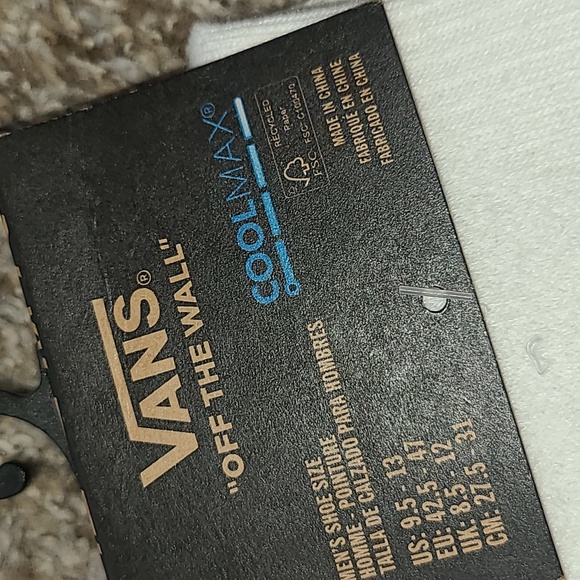 VANS®
"OFF THE WALL"
COOLMAX®
RECYCLED
Paper
FSC® C100470
FSC
MADE IN CHINA
FABRIQUÉ EN CHINE
FABRICADO EN CHINA
MEN'S SHOE SIZE
HOMME - POINTURE
TALLA DE CALZADO PARA HOMBRES
US: 9.5 - 13
EU: 42.5 - 47
UK: 8.5 - 12
CM: 27.5 - 31